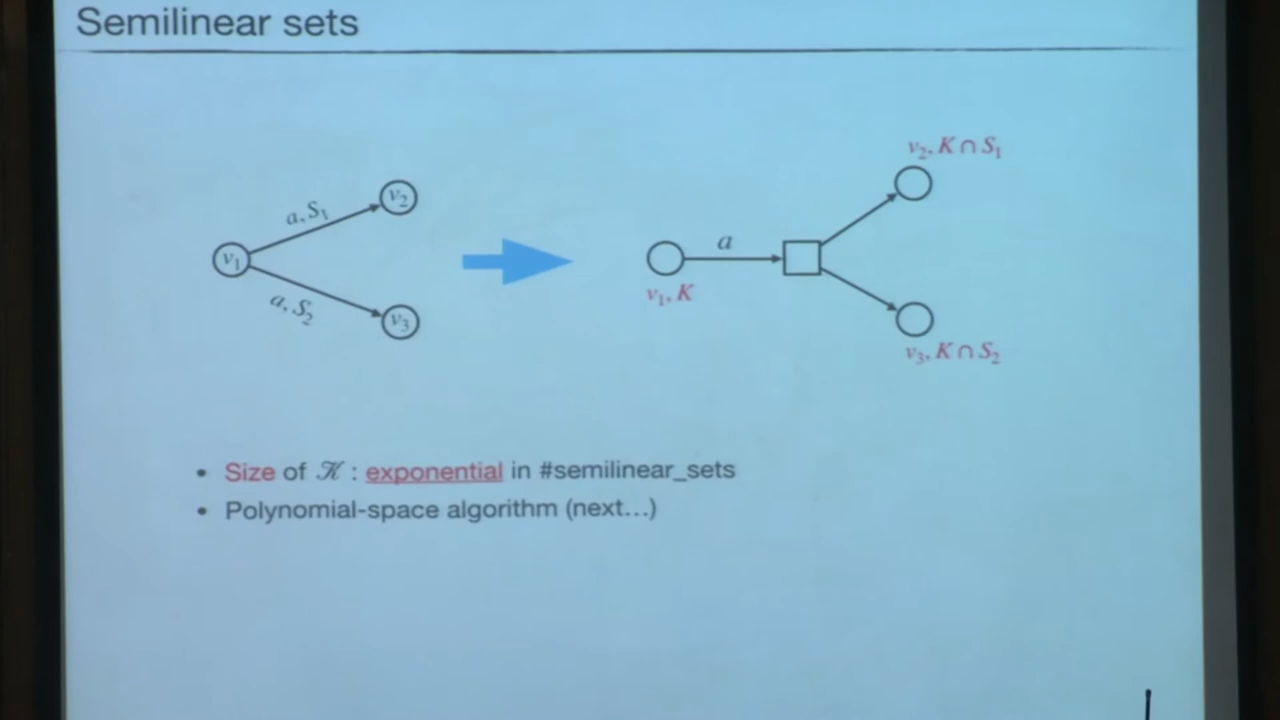 Semilinear sets
v₂, K ∩ S₁
a, S₁
v₂
v₁
a
v₁, K
a, S₂
v₃
v₃, K ∩ S₂
• Size of 𝒦 : exponential in #semilinear_sets
• Polynomial-space algorithm (next…)